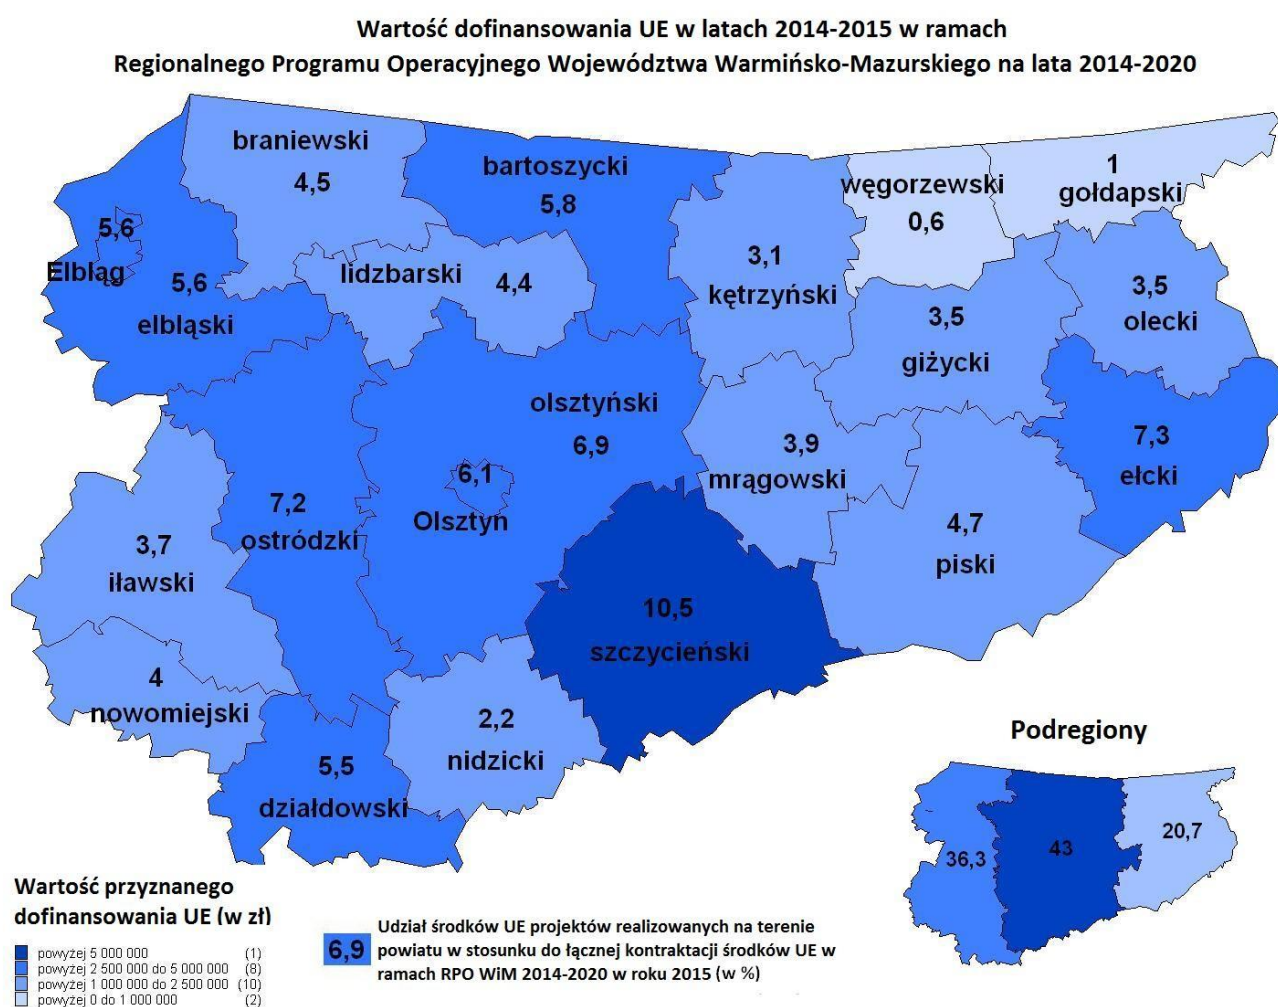 Wartość dofinansowania UE w latach 2014-2015 w ramach
Regionalnego Programu Operacyjnego Województwa Warmińsko-Mazurskiego na lata 2014-2020
braniewski
4,5
bartoszycki
5,8
węgorzewski
0,6
1
gołdapski
5,6
Elbląg
5,6
elbląski
lidzbarski
4,4
3,1
kętrzyński
3,5
giżycki
3,5
olecki
olsztyński
6,9
6,1
Olsztyn
7,2
ostródzki
3,9
mrągowski
7,3
ełcki
3,7
iławski
4,7
piski
10,5
szczycieński
4
nowomiejski
2,2
nidzicki
5,5
działdowski
Podregiony
36,3
43
20,7
Wartość przyznanego
dofinansowania UE (w zł)
powyżej 5 000 000 (1)
powyżej 2 500 000 do 5 000 000 (8)
powyżej 1 000 000 do 2 500 000 (10)
powyżej 0 do 1 000 000 (2)
6,9
Udział środków UE projektów realizowanych na terenie
powiatu w stosunku do łącznej kontraktacji środków UE w
ramach RPO WiM 2014-2020 w roku 2015 (w %)